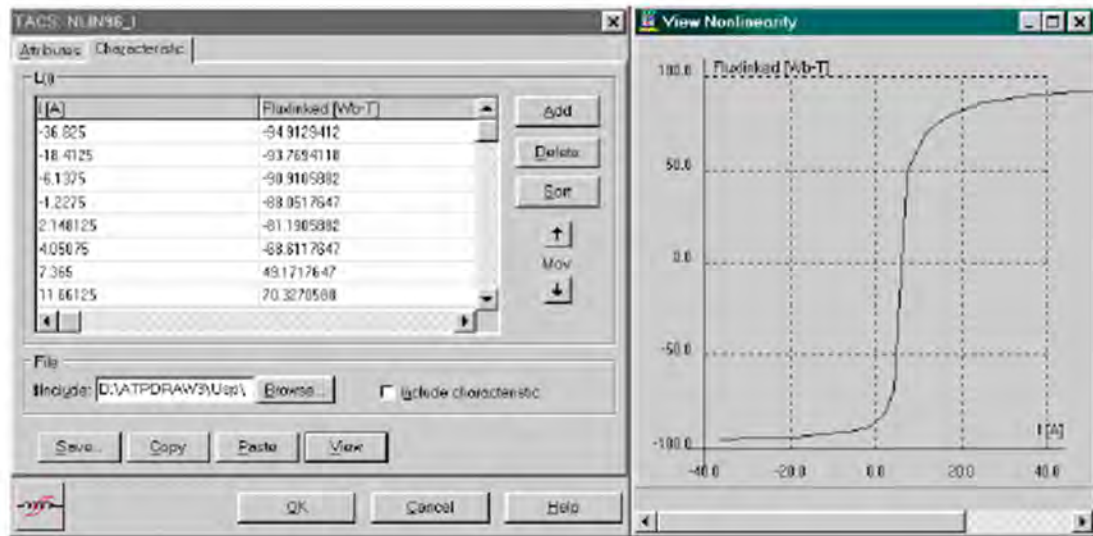 TACS: NLIN96_I
Attributes Characteristic
L(i)
I [A] Fluxlinked [Wb-T]
-36.825 -94.9129412
-18.4125 -93.7694118
-6.1375 -90.9105882
-1.2275 -88.0517647
2.148125 -81.1905882
4.05075 -68.6117647
7.365 49.1717647
11.66125 70.3270588
Add
Delete
Sort
Mov
File
$Include: D:\ATPDRAW3\Usp\ Browse...
Include characteristic
Save... Copy Paste View
OK Cancel Help
View Nonlinearity
Fluxlinked [Wb-T]
100.0
50.0
0.0
-50.0
-100.0
I [A]
-40.0 -20.0 0.0 20.0 40.0